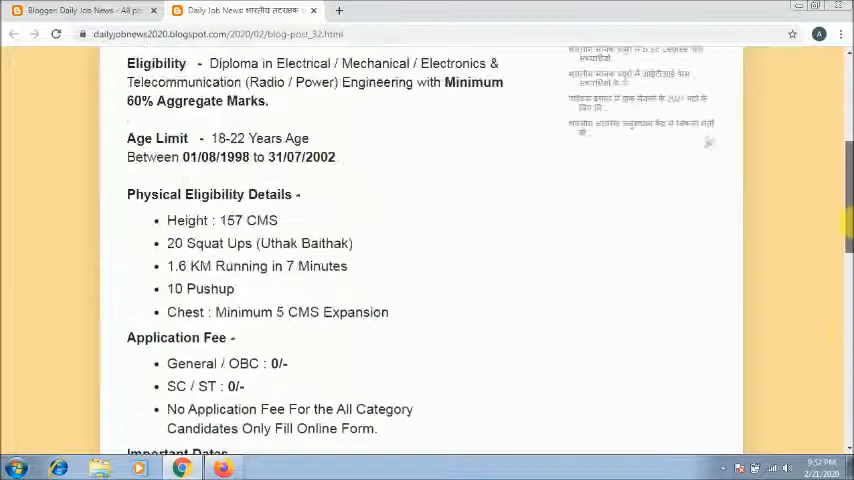 Blogger: Daily Job News - All po
Daily Job News: भारतीय तटरक्षक
dailyjobnews2020.blogspot.com/2020/02/blog-post_32.html
A
Eligibility - Diploma in Electrical / Mechanical / Electronics &
Telecommunication (Radio / Power) Engineering with Minimum
60% Aggregate Marks.
Age Limit - 18-22 Years Age
Between 01/08/1998 to 31/07/2002
Physical Eligibility Details -
Height : 157 CMS
20 Squat Ups (Uthak Baithak)
1.6 KM Running in 7 Minutes
10 Pushup
Chest : Minimum 5 CMS Expansion
Application Fee -
General / OBC : 0/-
SC / ST : 0/-
No Application Fee For the All Category
Candidates Only Fill Online Form.
Important Dates
9:52 PM
2/21/2020